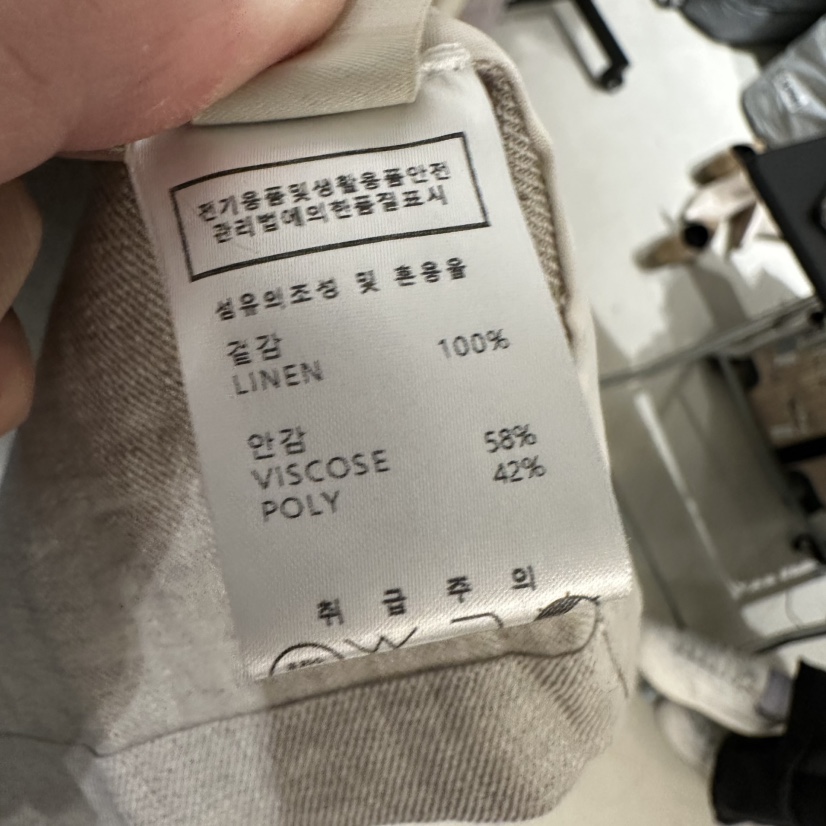 전기용품및생활용품안전
관리법에의한품질표시
섬유의조성 및 혼용율
겉감
LINEN 100%
안감
VISCOSE 58%
POLY 42%
취 급 주 의